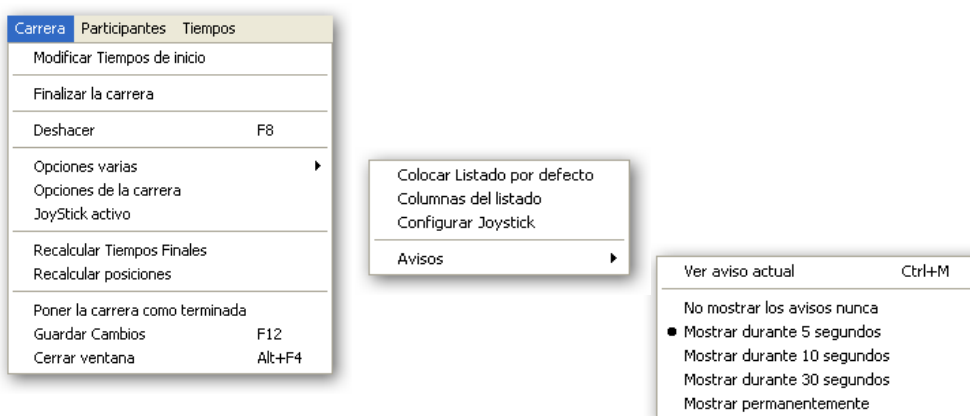 Carrera Participantes Tiempos
Modificar Tiempos de inicio
Finalizar la carrera
Deshacer F8
Opciones varias
Opciones de la carrera
JoyStick activo
Recalcular Tiempos Finales
Recalcular posiciones
Poner la carrera como terminada
Guardar Cambios F12
Cerrar ventana Alt+F4
Colocar Listado por defecto
Columnas del listado
Configurar Joystick
Avisos
Ver aviso actual Ctrl+M
No mostrar los avisos nunca
Mostrar durante 5 segundos
Mostrar durante 10 segundos
Mostrar durante 30 segundos
Mostrar permanentemente